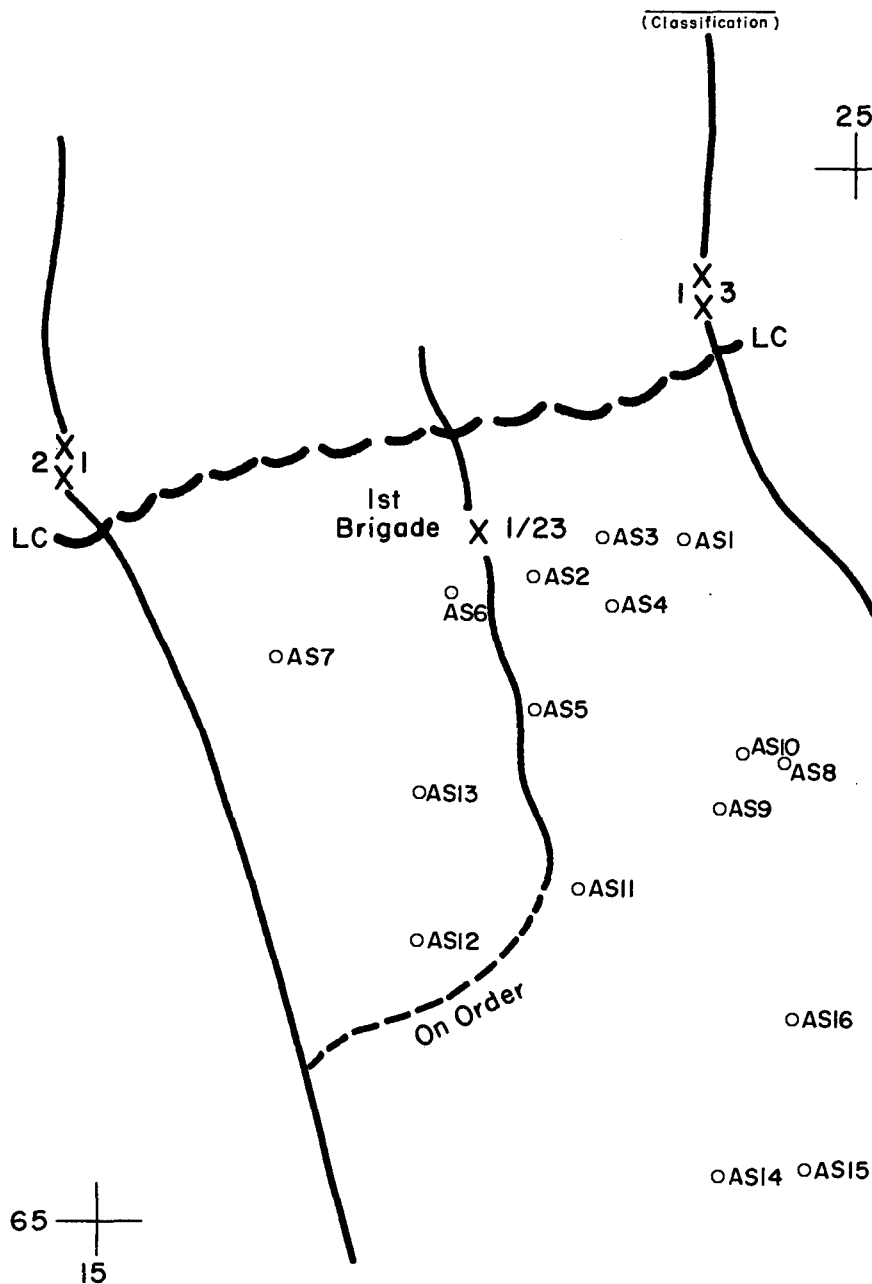 (Classification)
25
X
1 3
X
LC
X
2 1
X
LC
1st
Brigade X 1/23
AS3
AS1
AS2
AS4
AS6
AS7
AS5
AS10
AS8
AS13
AS9
AS11
AS12
On Order
AS16
AS14
AS15
65
15